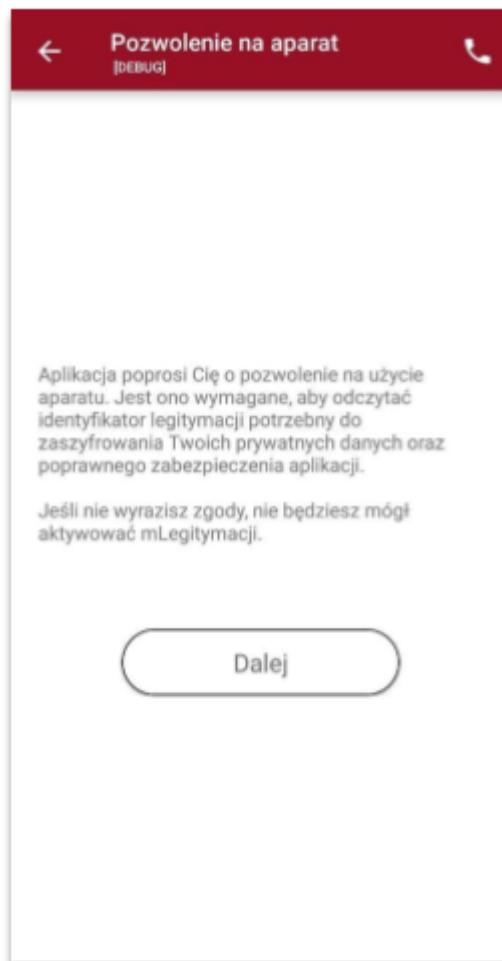 Pozwolenie na aparat
[DEBUG]
Aplikacja poprosi Cię o pozwolenie na użycie
aparatu. Jest ono wymagane, aby odczytać
identyfikator legitymacji potrzebny do
zaszyfrowania Twoich prywatnych danych oraz
poprawnego zabezpieczenia aplikacji.
Jeśli nie wyrazisz zgody, nie będziesz mógł
aktywować mLegitymacji.
Dalej